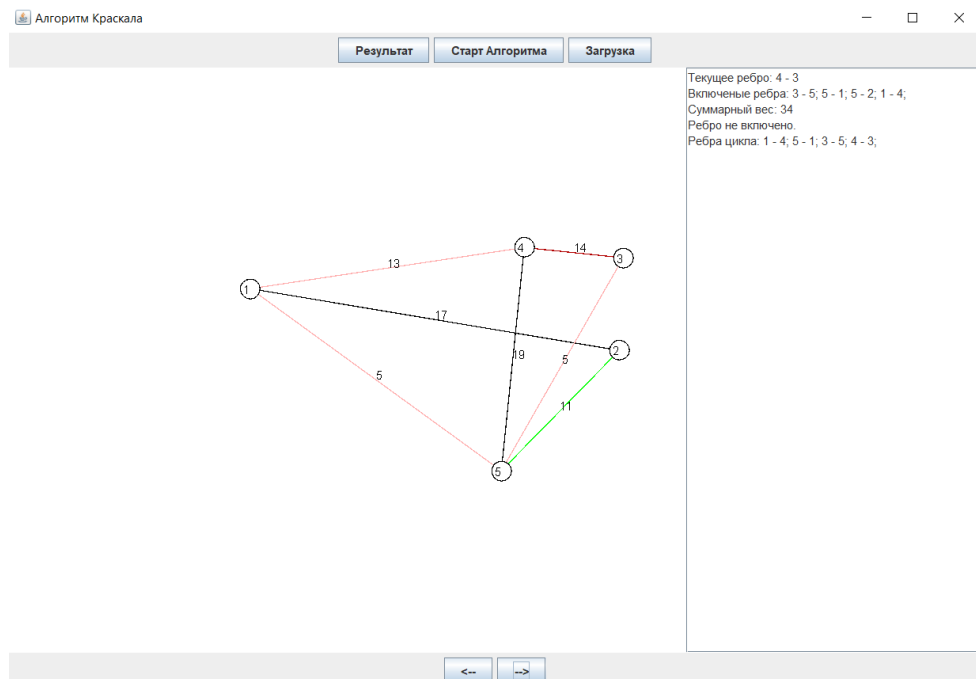 Алгоритм Краскала
Результат Старт Алгоритма Загрузка
Текущее ребро: 4 - 3
Включеные ребра: 3 - 5; 5 - 1; 5 - 2; 1 - 4;
Суммарный вес: 34
Ребро не включено.
Ребра цикла: 1 - 4; 5 - 1; 3 - 5; 4 - 3;
4
14
3
13
1
17
2
19
5
5
11
5
<-- -->